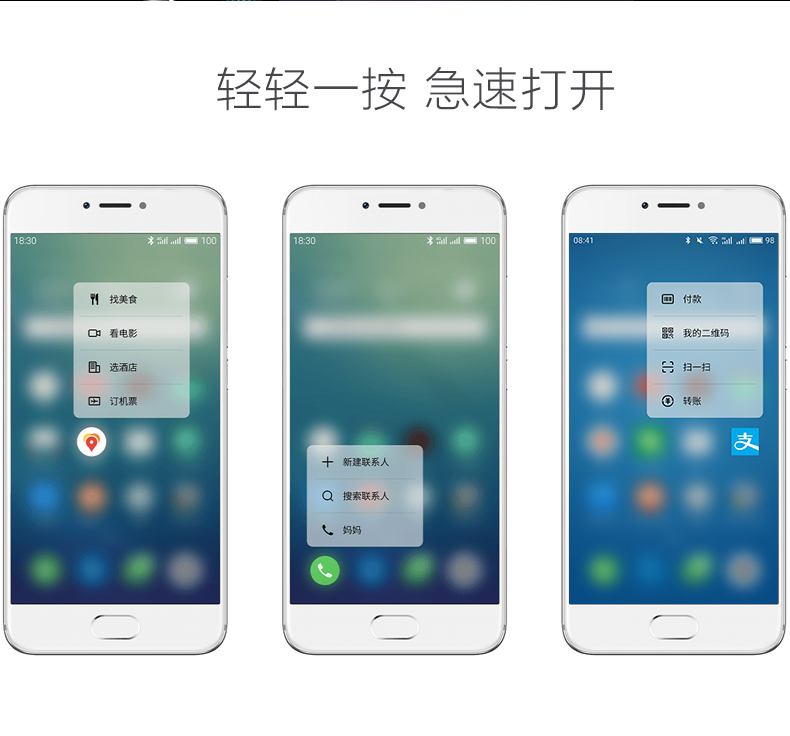 轻轻一按 急速打开
18:30 100
找美食
看电影
选酒店
订机票
18:30 100
新建联系人
搜索联系人
妈妈
08:41 98
付款
我的二维码
扫一扫
转账
支